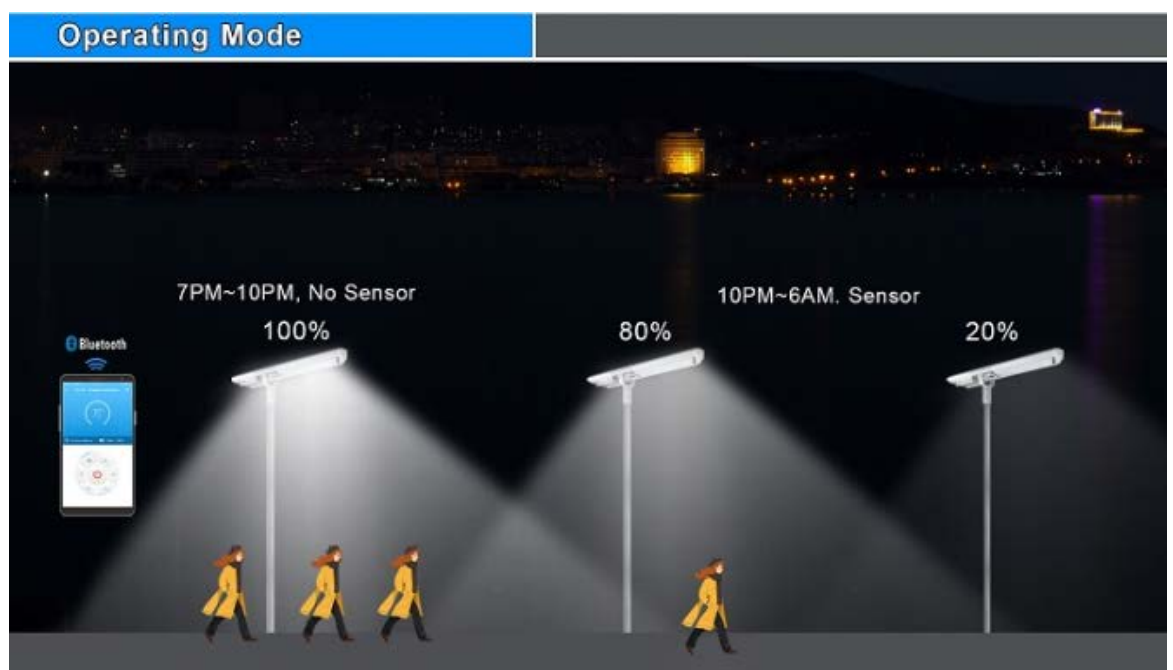 Operating Mode
7PM~10PM, No Sensor
10PM~6AM. Sensor
100%
80%
20%
Bluetooth